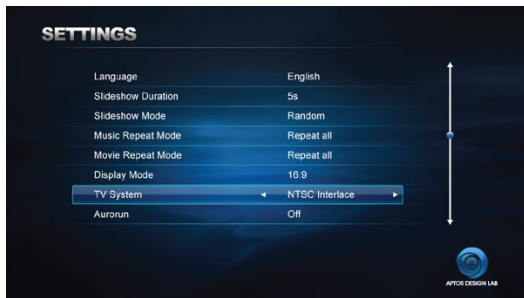 SETTINGS
Language English
Slideshow Duration 5s
Slideshow Mode Random
Music Repeat Mode Repeat all
Movie Repeat Mode Repeat all
Display Mode 16:9
TV System NTSC Interlace
Aurorun Off
APTOS DESIGN LAB